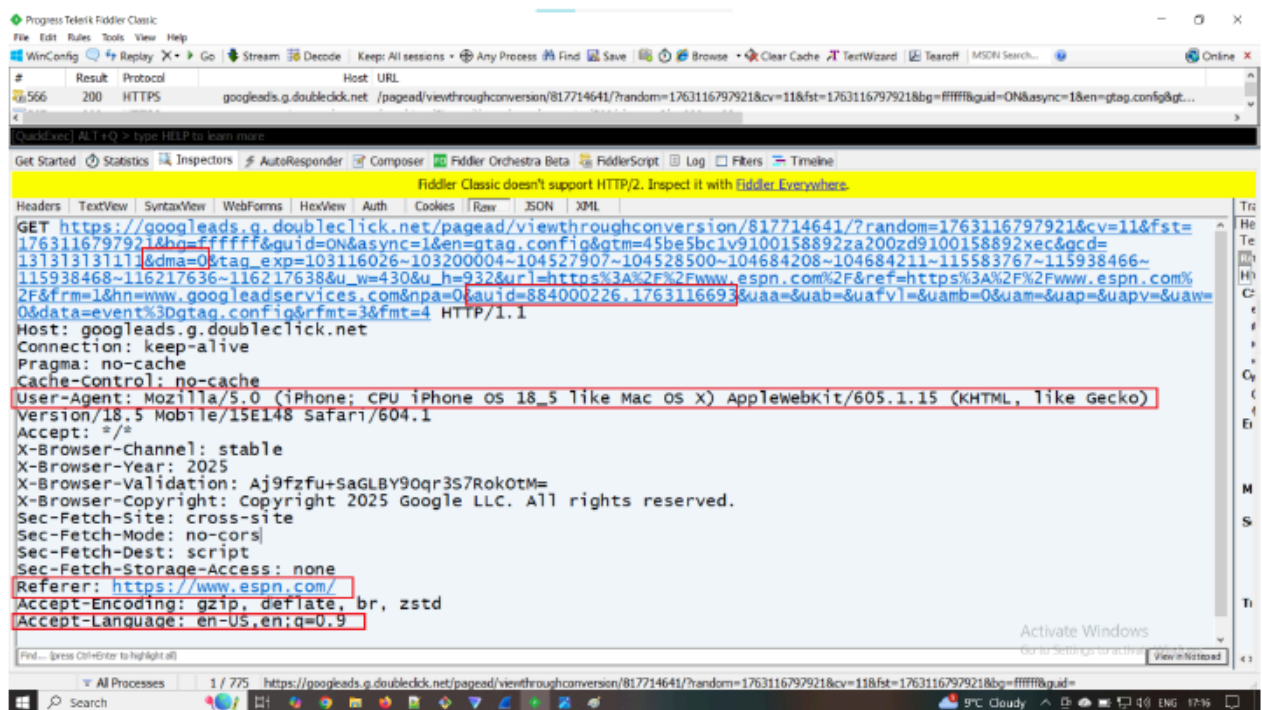 Progress Telerik Fiddler Classic
File Edit Rules Tools View Help
WinConfig Replay X Go Stream Decode Keep: All sessions Any Process Find Save Browse Clear Cache TextWizard Tearoff MSDN Search... Online X
# Result Protocol Host URL
566 200 HTTPS googleads.g.doubleclick.net /pagead/viewthroughconversion/817714641/?random=1763116797921&cv=11&fst=1763116797921&bg=ffffff&guid=ON&async=1&en=gtag.config&gt...
[QuickExec] ALT+Q > type HELP to learn more
Get Started Statistics Inspectors AutoResponder Composer Fiddler Orchestra Beta FiddlerScript Log Filters Timeline
Fiddler Classic doesn't support HTTP/2. Inspect it with Fiddler Everywhere.
Headers TextView SyntaxView WebForms HexView Auth Cookies Raw JSON XML
GET https://googleads.g.doubleclick.net/pagead/viewthroughconversion/817714641/?random=1763116797921&cv=11&fst=
1763116797921&bg=ffffff&guid=ON&async=1&en=gtag.config&gtm=45be5bc1v9100158892za200zd9100158892xec&gcd=
13l3l3l3l1l1&dma=0&tag_exp=103116026~103200004~104527907~104528500~104684208~104684211~115583767~115938466~
115938468~116217636~116217638&u_w=430&u_h=932&url=https%3A%2F%2Fwww.espn.com%2F&ref=https%3A%2F%2Fwww.espn.com%
2F&frm=1&hn=www.googleadservices.com&npa=0&auid=884000226.1763116693&uaa=&uab=&uafvl=&uamb=0&uam=&uap=&uapv=&uaw=
0&data=event%3Dgtag.config&rfmt=3&fmt=4 HTTP/1.1
Host: googleads.g.doubleclick.net
Connection: keep-alive
Pragma: no-cache
Cache-Control: no-cache
User-Agent: Mozilla/5.0 (iPhone; CPU iPhone OS 18_5 like Mac OS X) AppleWebKit/605.1.15 (KHTML, like Gecko)
Version/18.5 Mobile/15E148 Safari/604.1
Accept: */*
X-Browser-Channel: stable
X-Browser-Year: 2025
X-Browser-Validation: Aj9fzfu+SaGLBY9Oqr3S7RokOtM=
X-Browser-Copyright: Copyright 2025 Google LLC. All rights reserved.
Sec-Fetch-Site: cross-site
Sec-Fetch-Mode: no-cors
Sec-Fetch-Dest: script
Sec-Fetch-Storage-Access: none
Referer: https://www.espn.com/
Accept-Encoding: gzip, deflate, br, zstd
Accept-Language: en-US,en;q=0.9
Activate Windows
Go to Settings to activate
Find... (press Ctrl+Enter to highlight all) View in Notepad
All Processes 1 / 775 https://googleads.g.doubleclick.net/pagead/viewthroughconversion/817714641/?random=1763116797921&cv=11&fst=1763116797921&bg=ffffff&guid=
Search 9°C Cloudy ENG 17:16